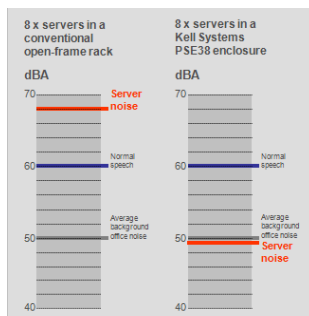 8 x servers in a
conventional
open-frame rack
dBA
70
Server
noise
60
Normal
speech
50
Average
background
office noise
40
8 x servers in a
Kell Systems
PSE38 enclosure
dBA
70
60
Normal
speech
50
Average
background
office noise
Server
noise
40